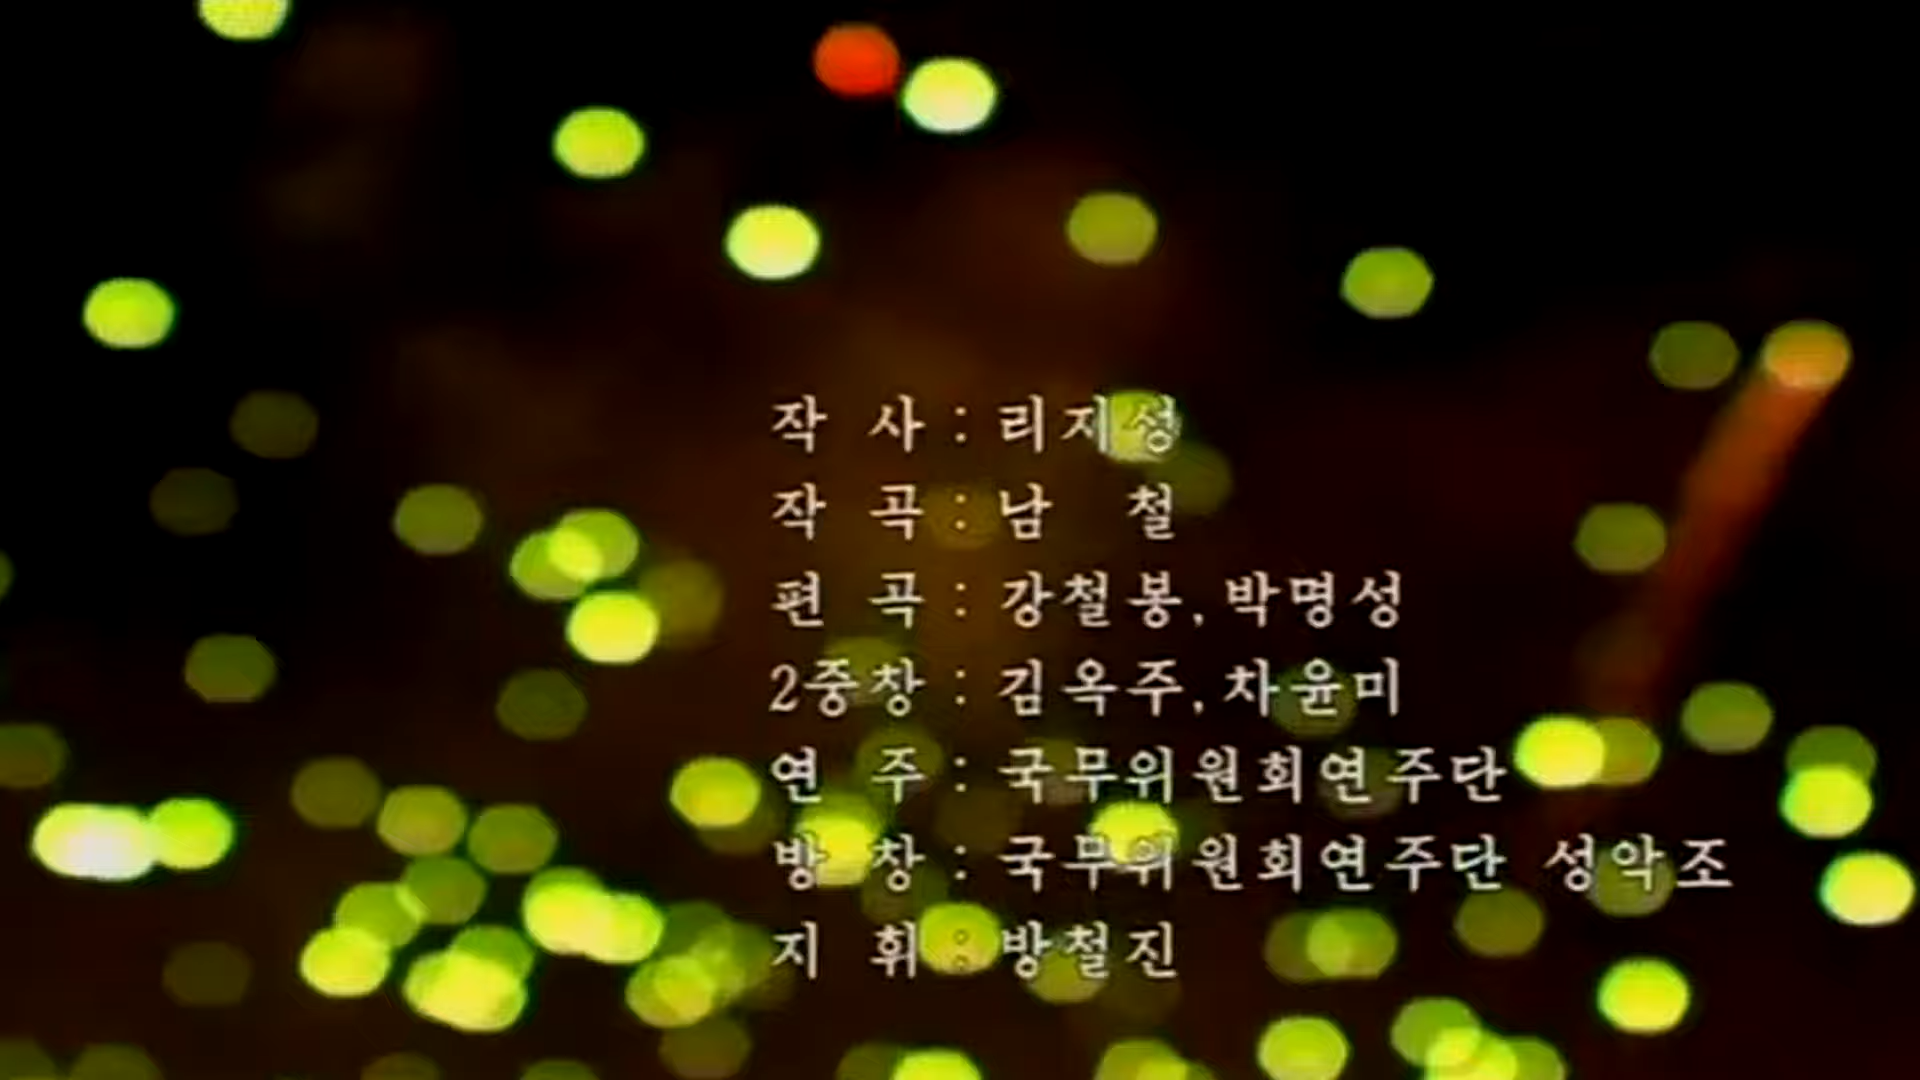 작 사 : 리지성
작 곡 : 남 철
편 곡 : 강철봉, 박명성
2중창 : 김옥주, 차윤미
연 주 : 국무위원회연주단
방 창 : 국무위원회연주단 성악조
지 휘 : 방철진